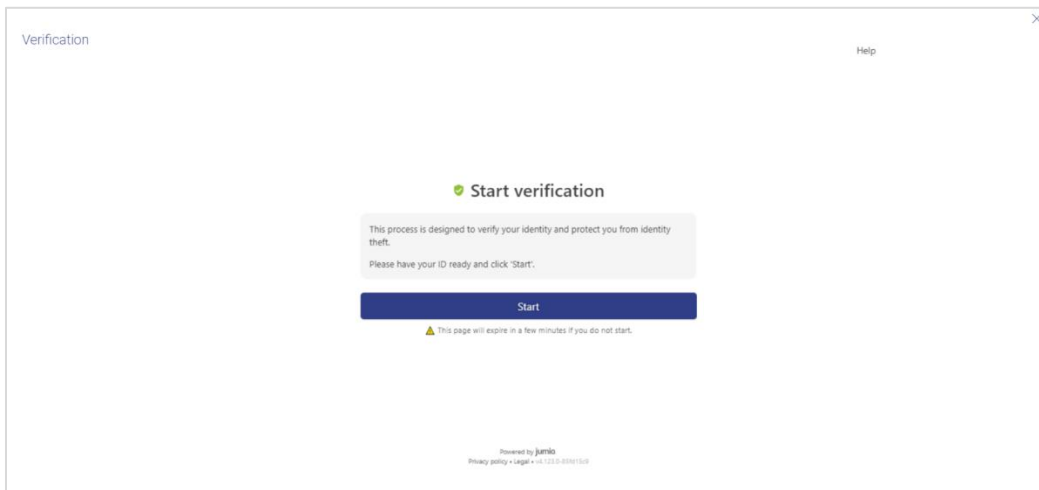 Verification
Help
Start verification
This process is designed to verify your identity and protect you from identity
theft.
Please have your ID ready and click 'Start'.
Start
This page will expire in a few minutes if you do not start.
Powered by jumio
Privacy policy • Legal •